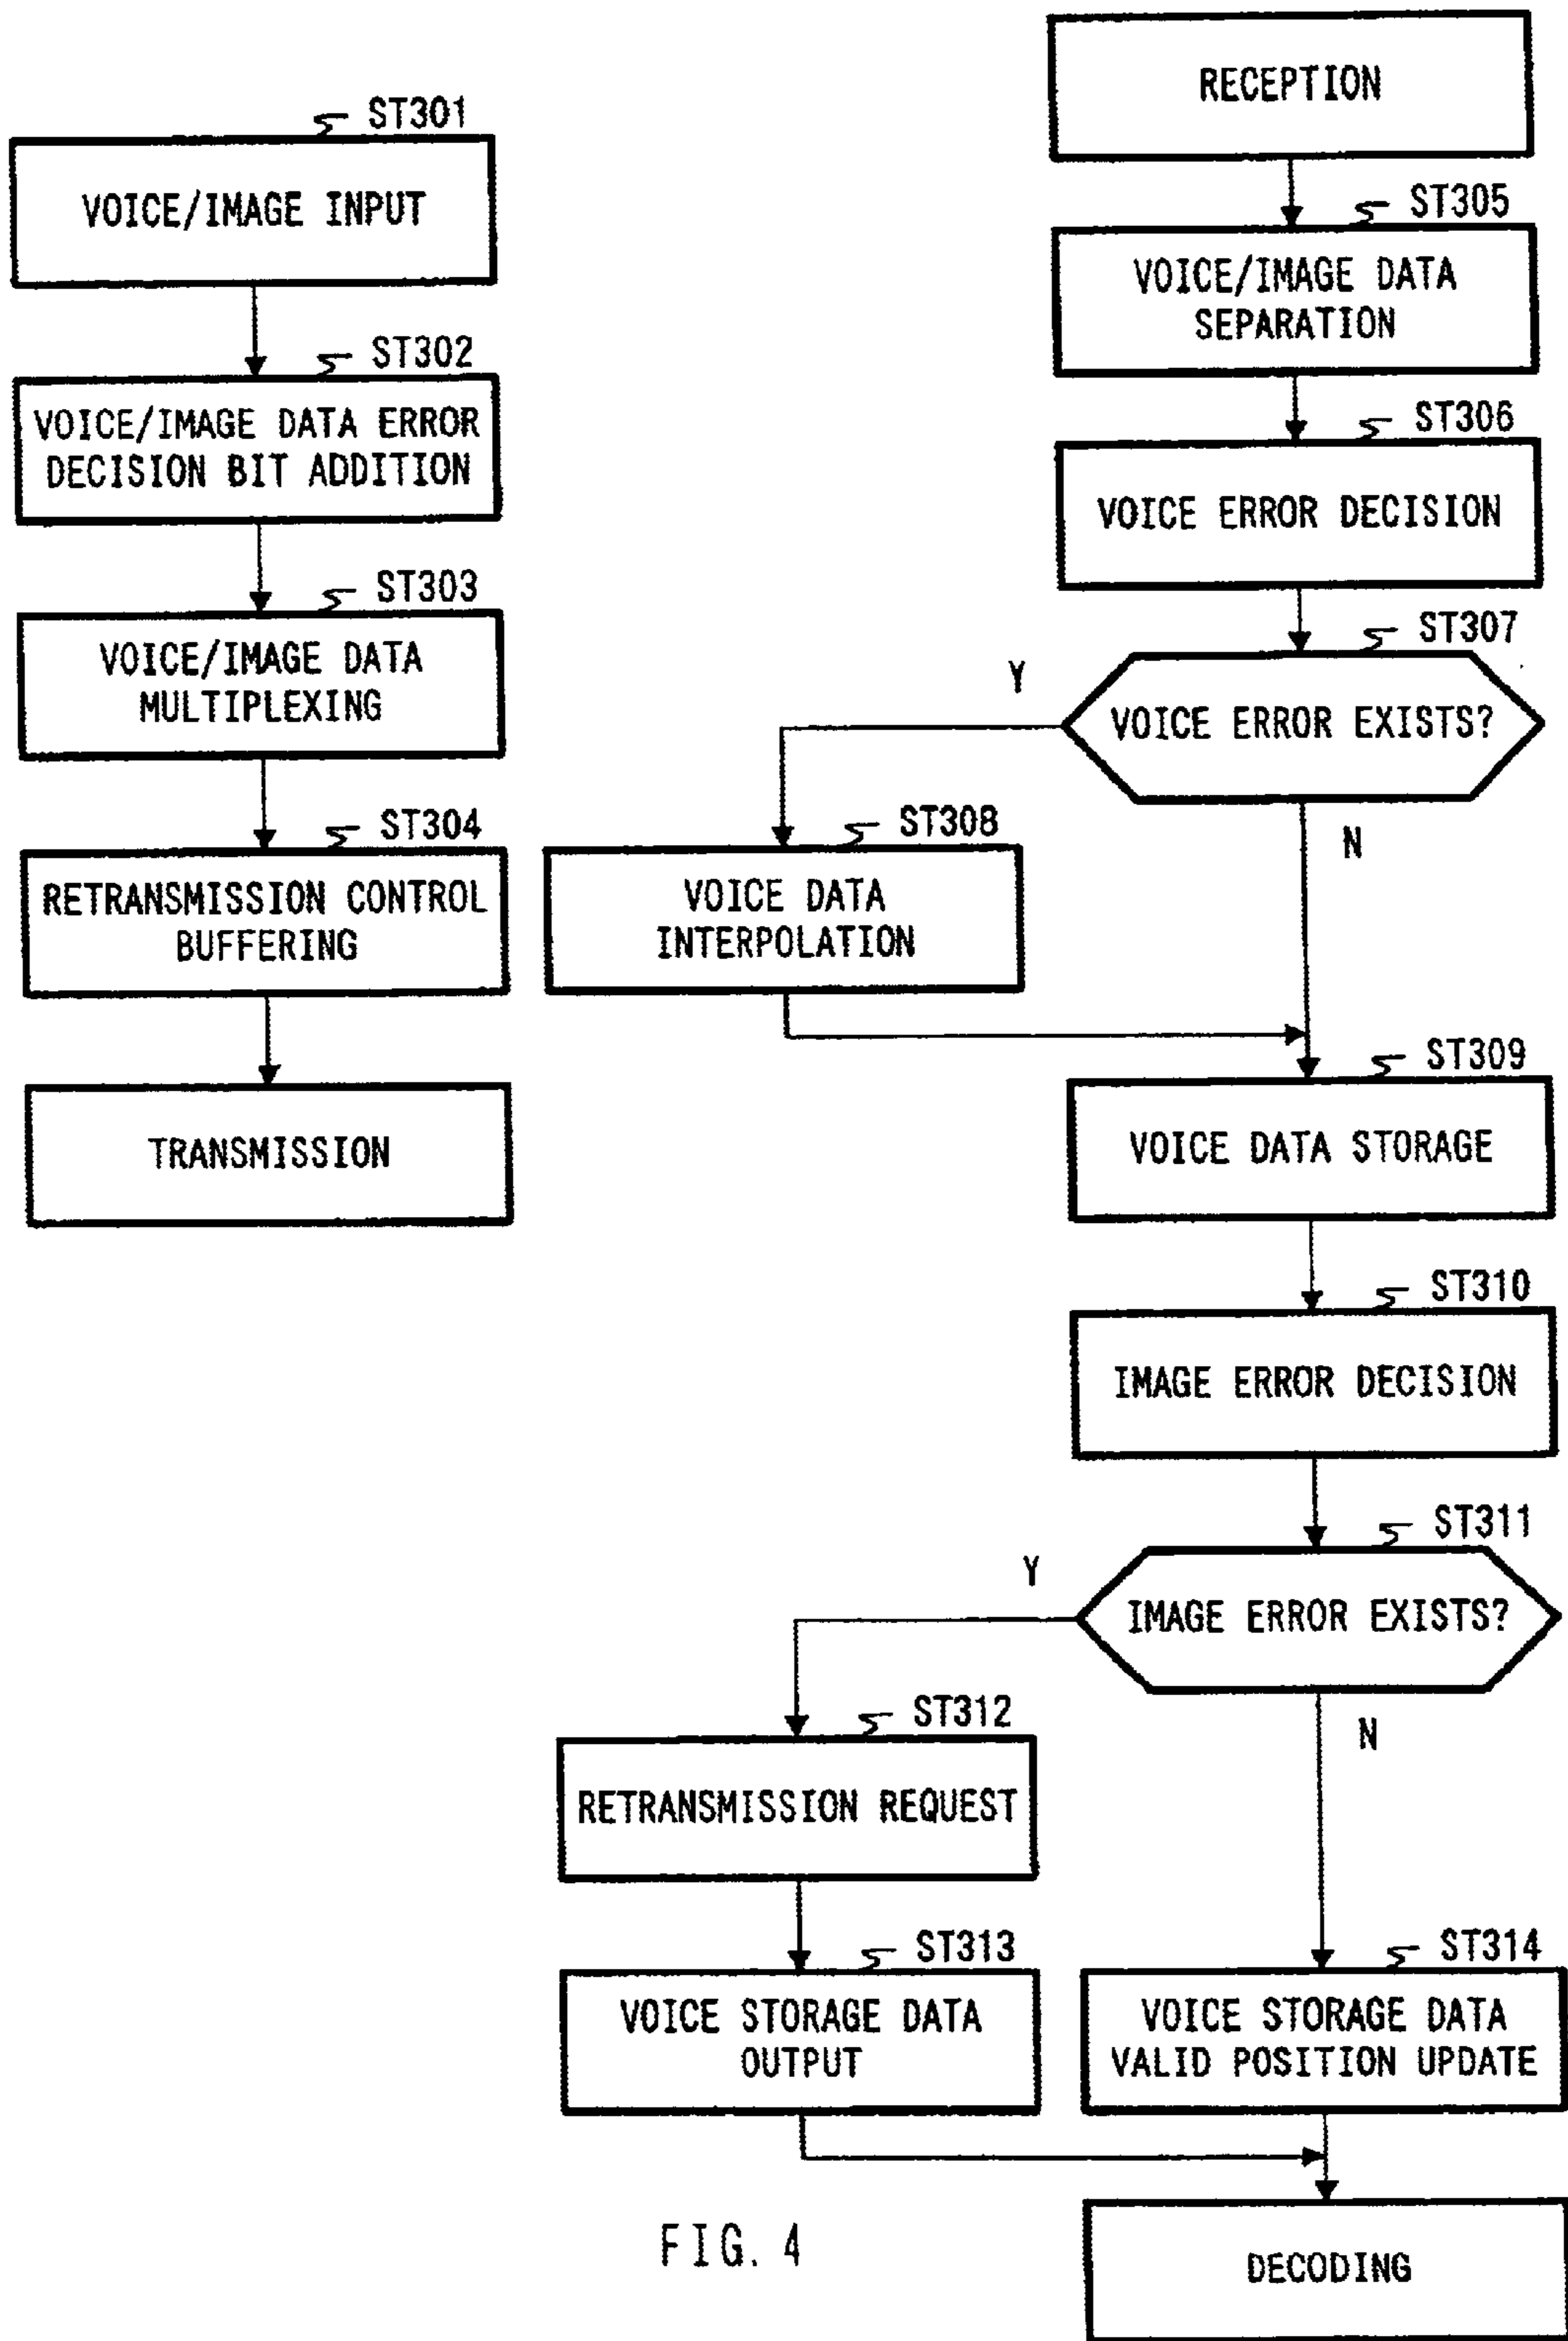 ST301
VOICE/IMAGE INPUT
ST302
VOICE/IMAGE DATA ERROR
DECISION BIT ADDITION
ST303
VOICE/IMAGE DATA
MULTIPLEXING
ST304
RETRANSMISSION CONTROL
BUFFERING
TRANSMISSION
RECEPTION
ST305
VOICE/IMAGE DATA
SEPARATION
ST306
VOICE ERROR DECISION
ST307
VOICE ERROR EXISTS?
Y
N
ST308
VOICE DATA
INTERPOLATION
ST309
VOICE DATA STORAGE
ST310
IMAGE ERROR DECISION
ST311
IMAGE ERROR EXISTS?
Y
N
ST312
RETRANSMISSION REQUEST
ST313
VOICE STORAGE DATA
OUTPUT
ST314
VOICE STORAGE DATA
VALID POSITION UPDATE
DECODING
FIG. 4